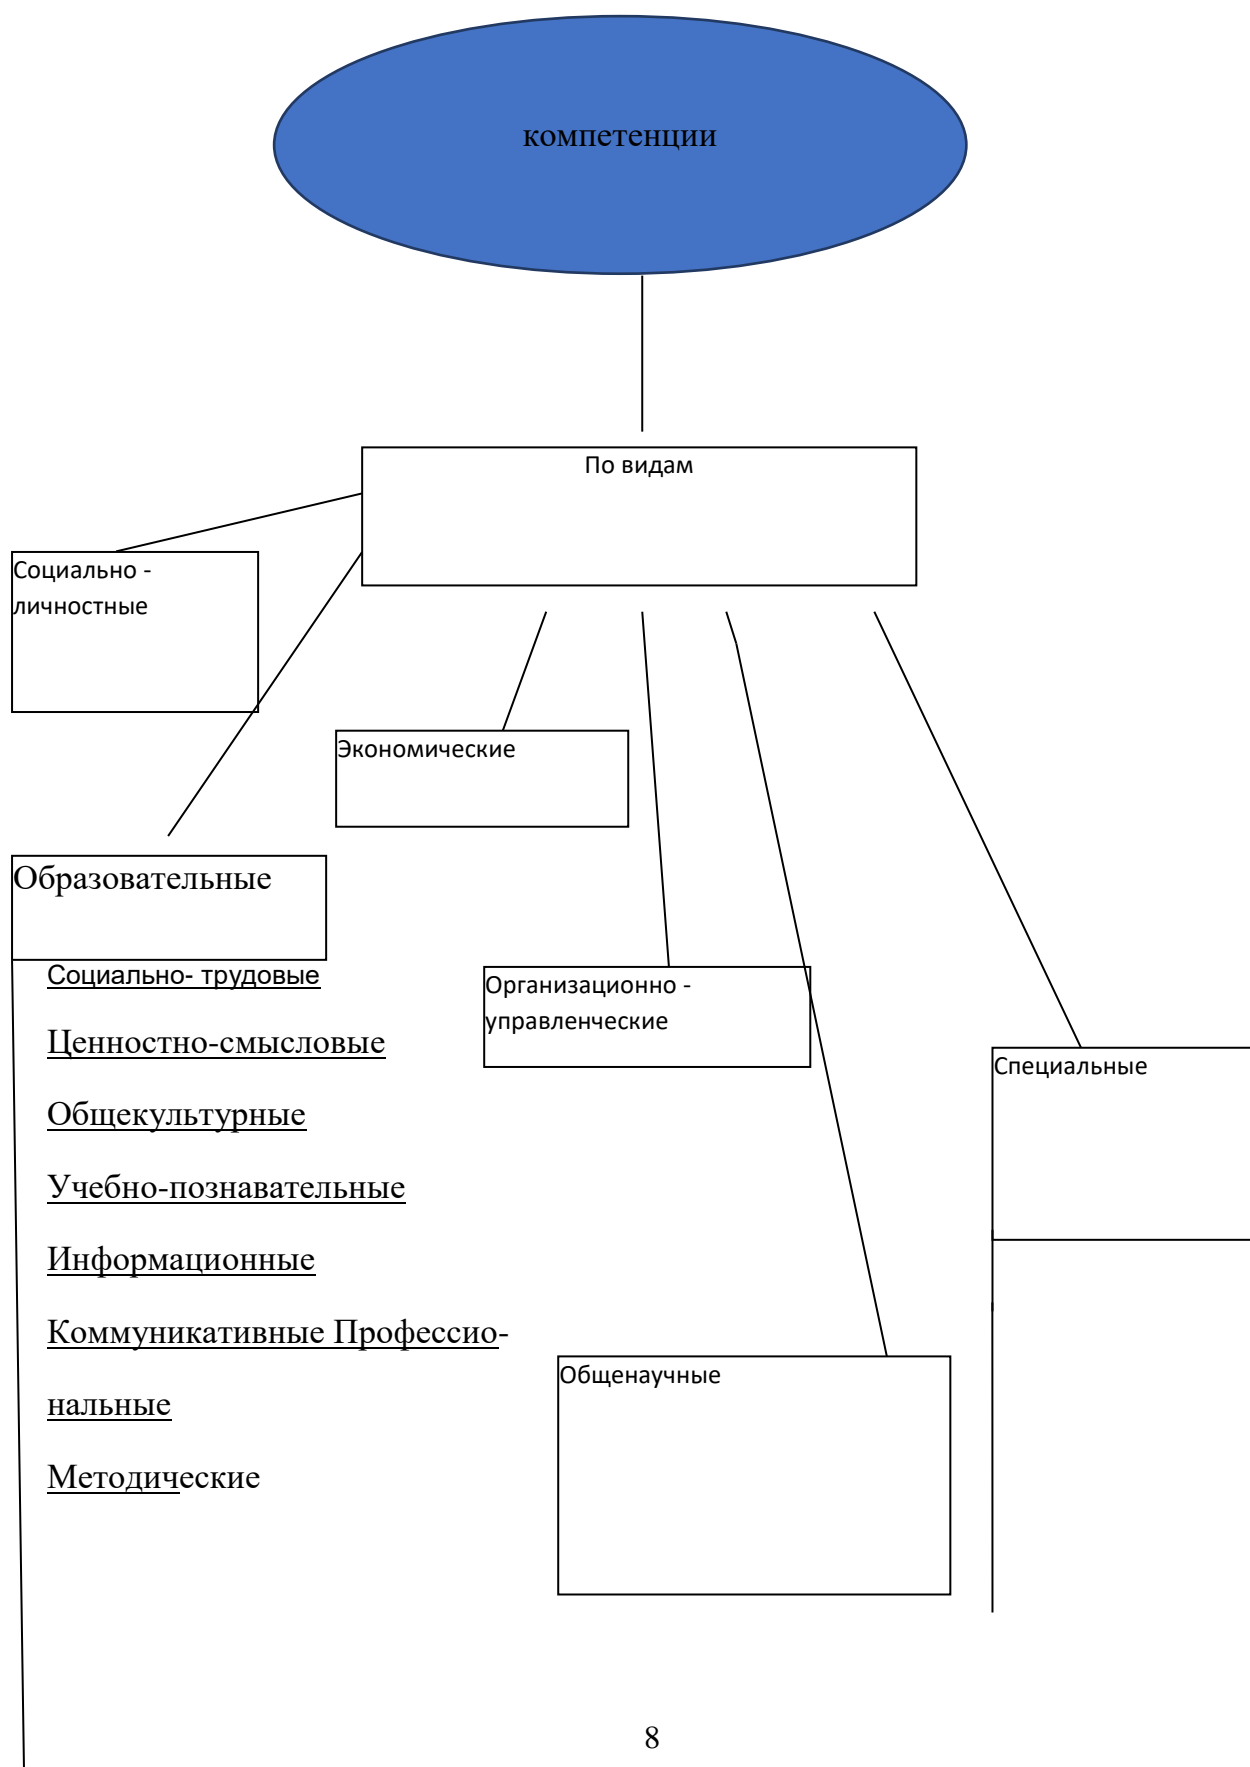 компетенции
По видам
Социально -
личностные
Экономические
Образовательные
Социально- трудовые
Организационно -
управленческие
Ценностно-смысловые
Специальные
Общекультурные
Учебно-познавательные
Информационные
Коммуникативные Профессио-
нальные
Общенаучные
Методические
8